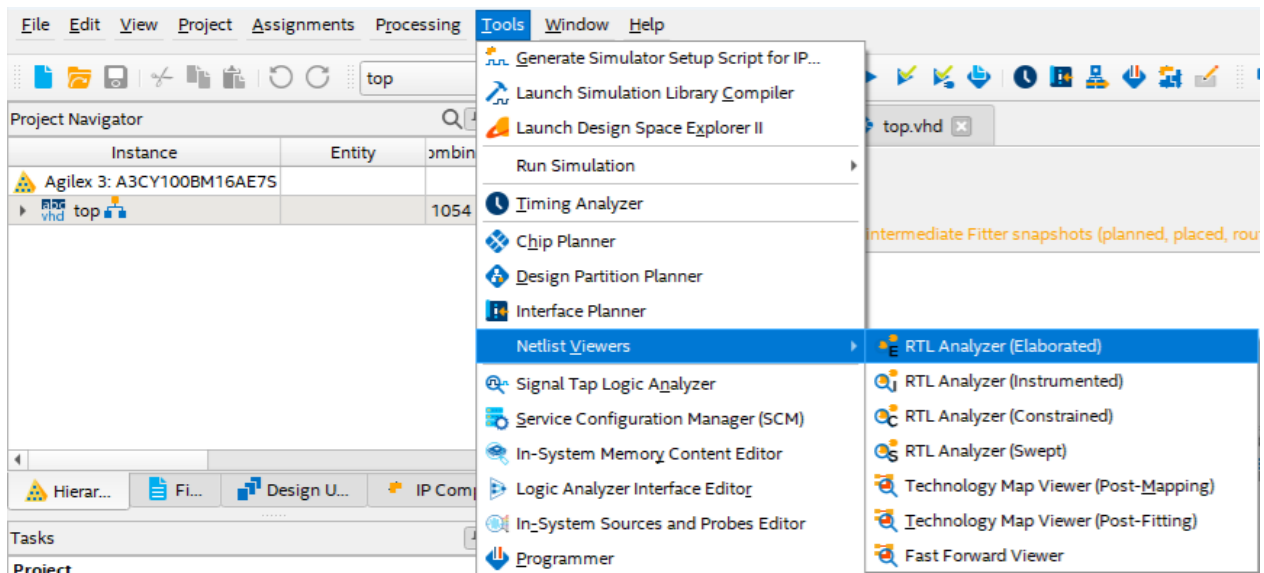 File Edit View Project Assignments Processing Tools Window Help
top
Project Navigator
Instance Entity
Agilex 3: A3CY100BM16AE7S
abc
vhd
top 1054
Hierar... Fi... Design U... IP Comp
Tasks
Project
Generate Simulator Setup Script for IP...
Launch Simulation Library Compiler
Launch Design Space Explorer II
Run Simulation
Timing Analyzer
Chip Planner
Design Partition Planner
Interface Planner
Netlist Viewers
Signal Tap Logic Analyzer
Service Configuration Manager (SCM)
In-System Memory Content Editor
Logic Analyzer Interface Editor
In-System Sources and Probes Editor
Programmer
top.vhd
intermediate Fitter snapshots (planned, placed, rou
RTL Analyzer (Elaborated)
RTL Analyzer (Instrumented)
RTL Analyzer (Constrained)
RTL Analyzer (Swept)
Technology Map Viewer (Post-Mapping)
Technology Map Viewer (Post-Fitting)
Fast Forward Viewer